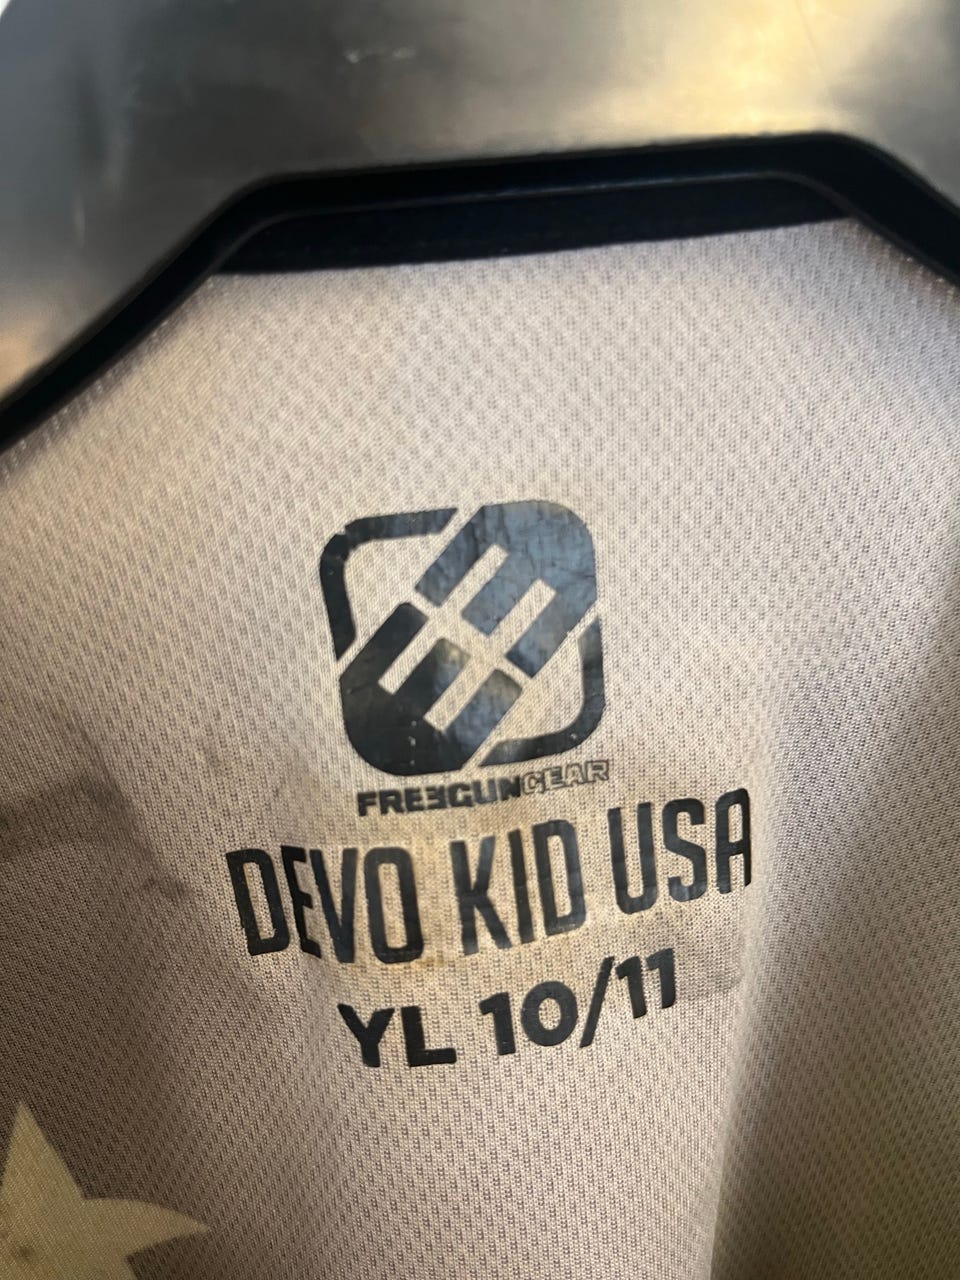 FREEGUNGEAR
DEVO KID USA
YL 10/11